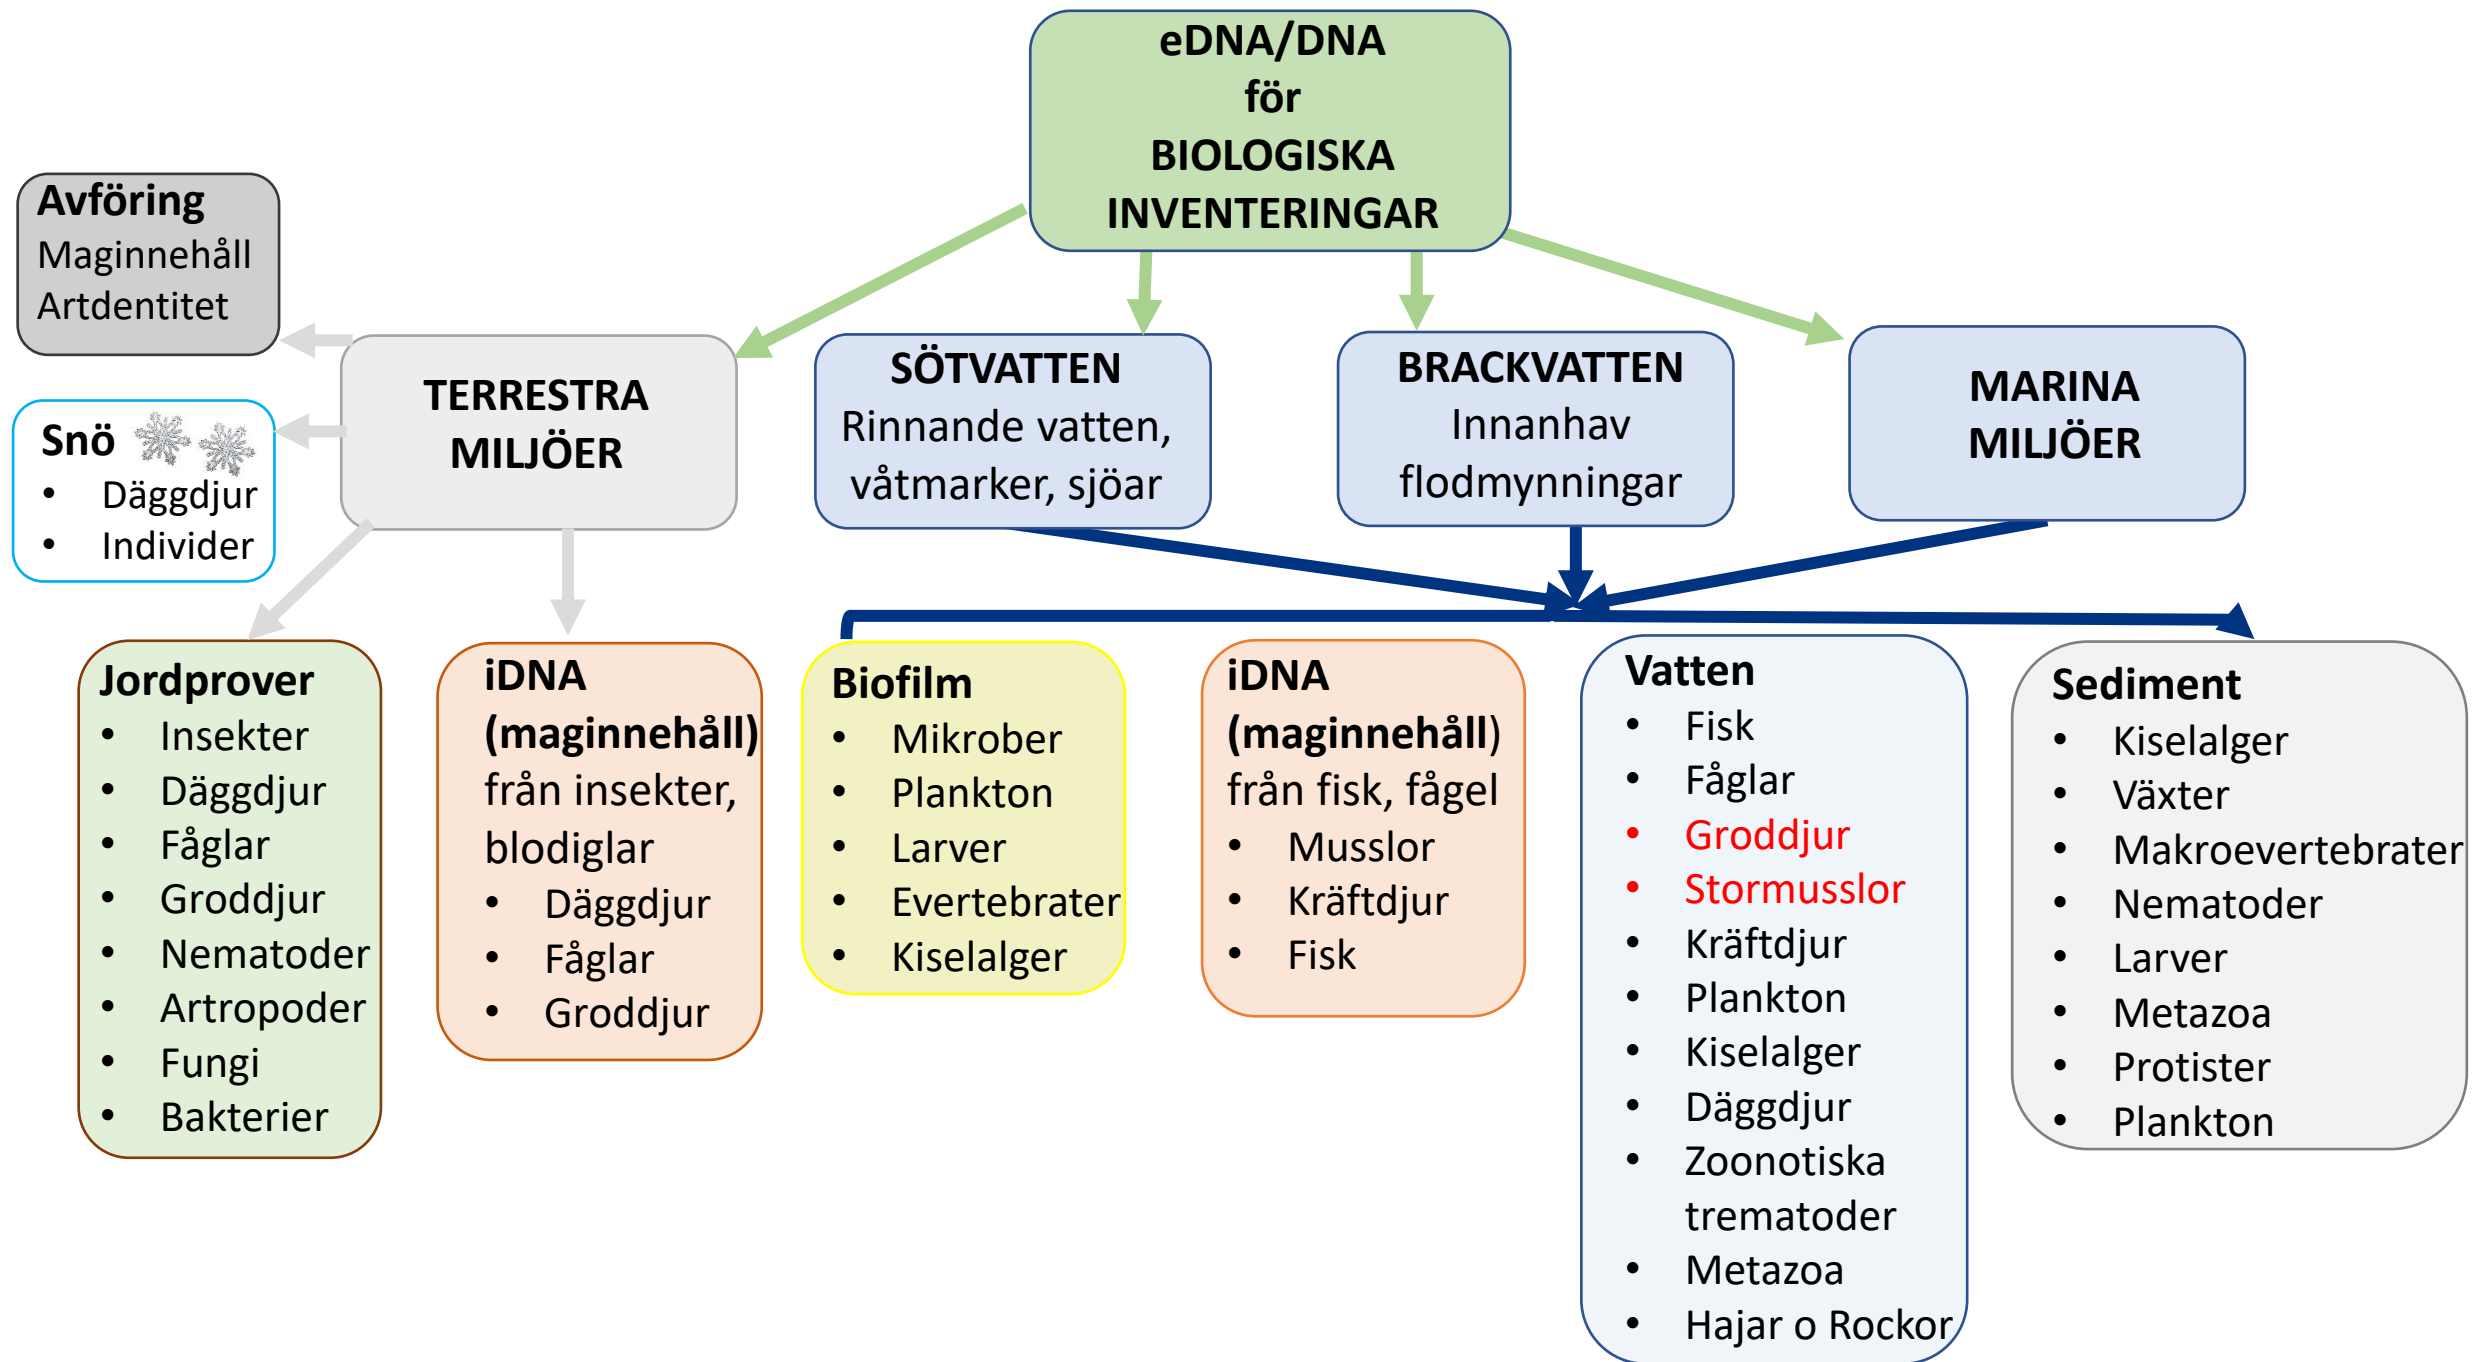 eDNA/DNA
för
BIOLOGISKA
INVENTERINGAR
Avföring
Maginnehåll
Artdentitet
Snö
• Däggdjur
• Individer
TERRESTRA
MILJÖER
SÖTVATTEN
Rinnande vatten,
våtmarker, sjöar
BRACKVATTEN
Innanhav
flodmynningar
MARINA
MILJÖER
Jordprover
• Insekter
• Däggdjur
• Fåglar
• Groddjur
• Nematoder
• Artropoder
• Fungi
• Bakterier
iDNA
(maginnehåll)
från insekter,
blodiglar
• Däggdjur
• Fåglar
• Groddjur
Biofilm
• Mikrober
• Plankton
• Larver
• Evertebrater
• Kiselalger
iDNA
(maginnehåll)
från fisk, fågel
• Musslor
• Kräftdjur
• Fisk
Vatten
• Fisk
• Fåglar
• Groddjur
• Stormusslor
• Kräftdjur
• Plankton
• Kiselalger
• Däggdjur
• Zoonotiska
trematoder
• Metazoa
• Hajar o Rockor
Sediment
• Kiselalger
• Växter
• Makroevertebrater
• Nematoder
• Larver
• Metazoa
• Protister
• Plankton